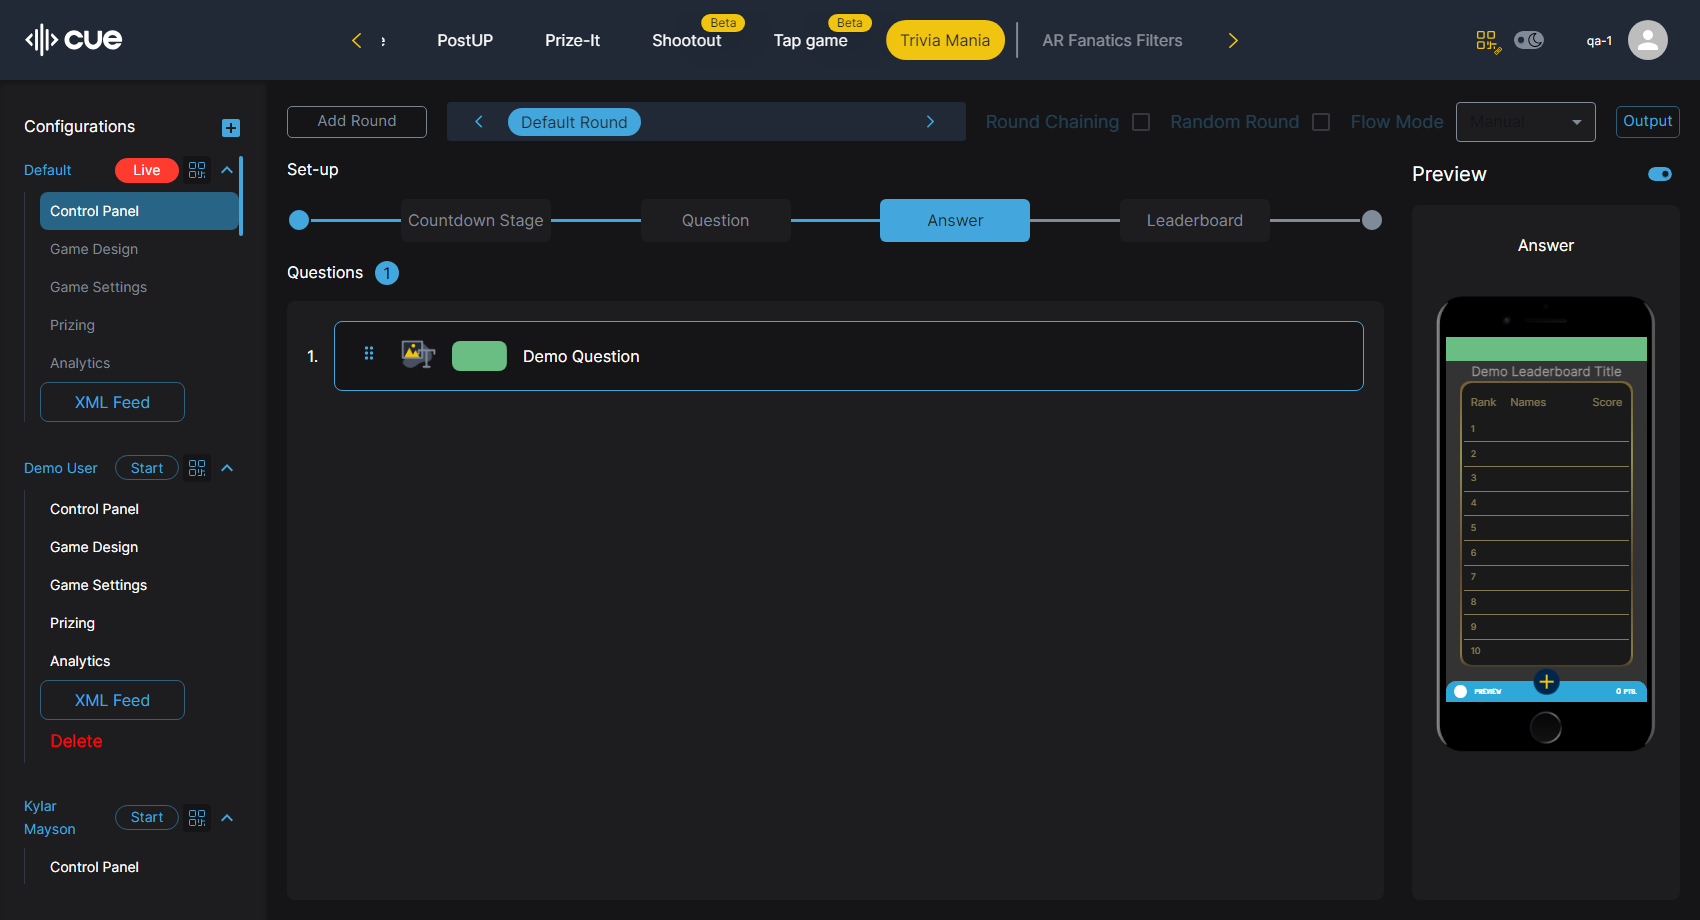 cue
PostUP
Prize-It
Beta
Shootout
Beta
Tap game
Trivia Mania
AR Fanatics Filters
qa-1
Configurations
Default
Live
Control Panel
Game Design
Game Settings
Prizing
Analytics
XML Feed
Demo User
Start
Control Panel
Game Design
Game Settings
Prizing
Analytics
XML Feed
Delete
Kylar
Mayson
Start
Control Panel
Add Round
Default Round
Round Chaining
Random Round
Flow Mode
Manual
Output
Set-up
Countdown Stage
Question
Answer
Leaderboard
Questions 1
1.
Demo Question
Preview
Answer
Demo Leaderboard Title
Rank Names Score
1
2
3
4
5
6
7
8
9
10
PREVIEW
0 PTS.